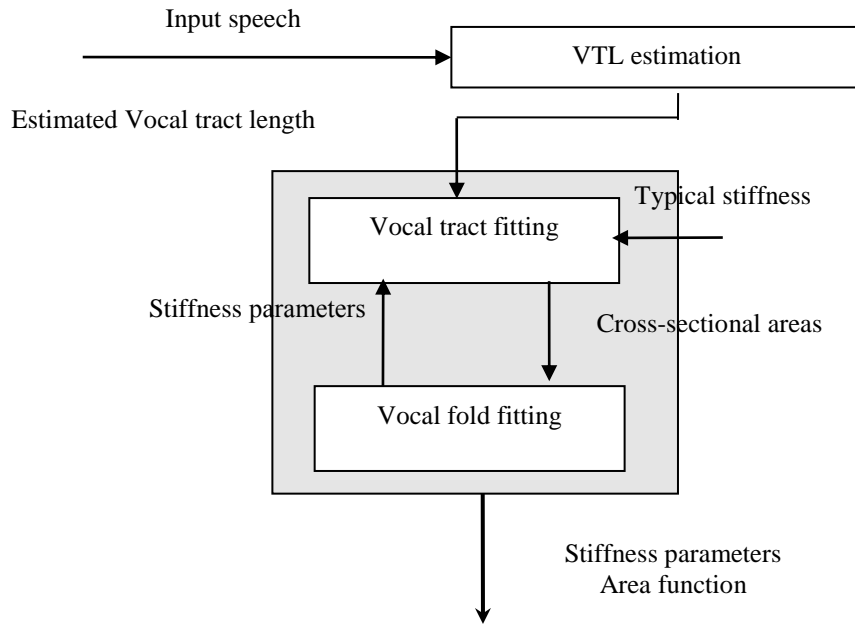 Input speech
VTL estimation
Estimated Vocal tract length
Typical stiffness
Vocal tract fitting
Stiffness parameters
Cross-sectional areas
Vocal fold fitting
Stiffness parameters
Area function